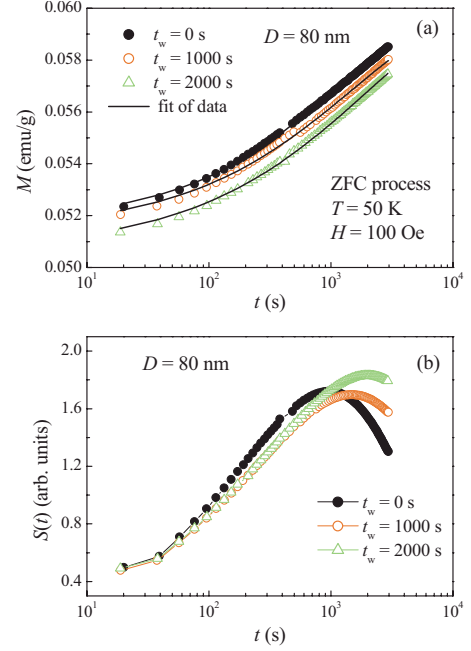 0.060
0.058
0.056
0.054
0.052
0.050
M (emu/g)
(a)
D = 80 nm
t_w = 0 s
t_w = 1000 s
t_w = 2000 s
fit of data
ZFC process
T = 50 K
H = 100 Oe
10^1 10^2 10^3 10^4
t (s)
2.0
1.6
1.2
0.8
0.4
S(t) (arb. units)
(b)
D = 80 nm
t_w = 0 s
t_w = 1000 s
t_w = 2000 s
10^1 10^2 10^3 10^4
t (s)